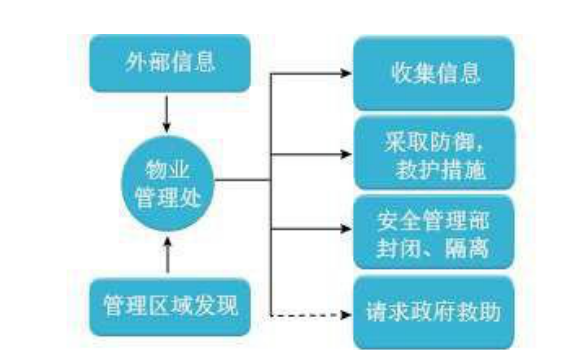 外部信息
物业
管理处
管理区域发现
收集信息
采取防御，
救护措施
安全管理部
封闭、隔离
请求政府救助